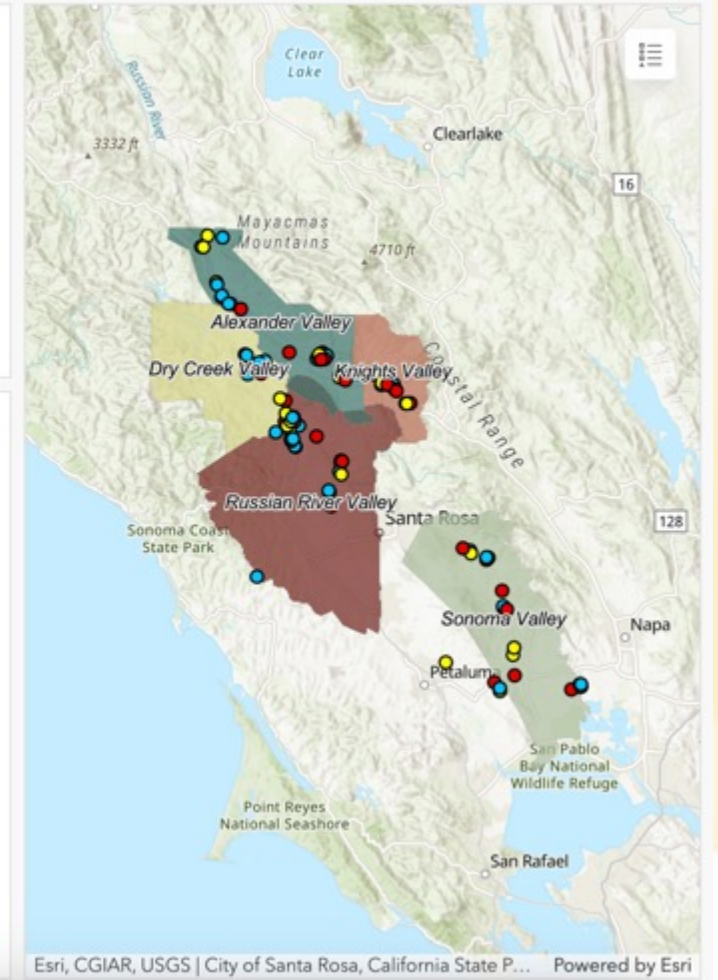 Clear
Lake
Russian River
Clearlake
3332 ft
16
Mayacmas
Mountains
4710 ft
Alexander Valley
Dry Creek Valley
Knights Valley
Coastal Range
Russian River Valley
Santa Rosa
128
Sonoma Coast
State Park
Sonoma Valley
Napa
Petaluma
San Pablo
Bay National
Wildlife Refuge
Point Reyes
National Seashore
San Rafael
Esri, CGIAR, USGS | City of Santa Rosa, California State P... Powered by Esri